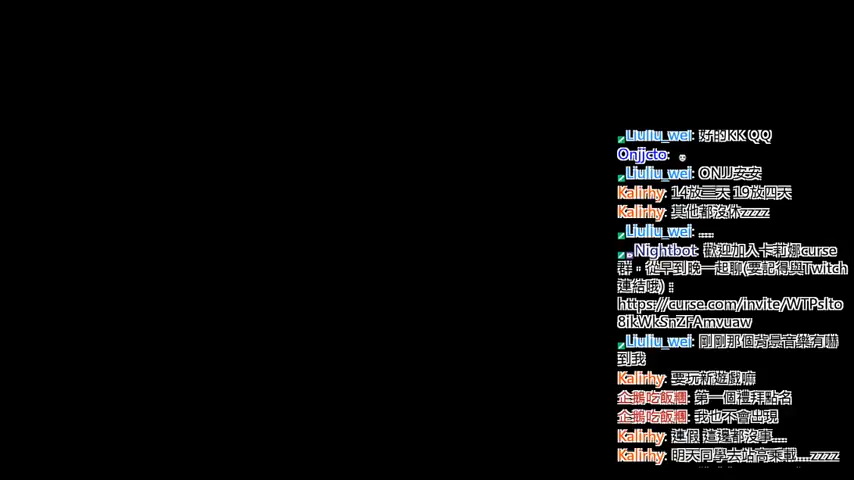 Liuliu_wei: 好的KK QQ
Onjjcto:
Liuliu_wei: ONJJ安安
Kalirhy: 14放三天 19放四天
Kalirhy: 其他都沒休zzzz
Liuliu_wei: ....
Nightbot: 歡迎加入卡莉娜curse
群，從早到晚一起聊(要記得與Twitch
連結哦)：
https://curse.com/invite/WTPslto
8ikWkSnZFAmvuaw
Liuliu_wei: 剛剛那個背景音樂有嚇
到我
Kalirhy: 要玩新遊戲嘛
企鵝吃飯糰: 第一個禮拜點名
企鵝吃飯糰: 我也不會出現
Kalirhy: 連假 這邊都沒事....
Kalirhy: 明天同學去站高乘載....zzzz